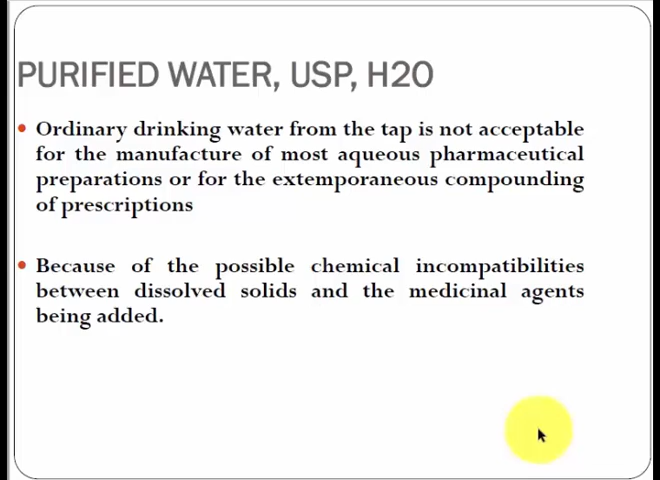 PURIFIED WATER, USP, H2O
Ordinary drinking water from the tap is not acceptable
for the manufacture of most aqueous pharmaceutical
preparations or for the extemporaneous compounding
of prescriptions
Because of the possible chemical incompatibilities
between dissolved solids and the medicinal agents
being added.